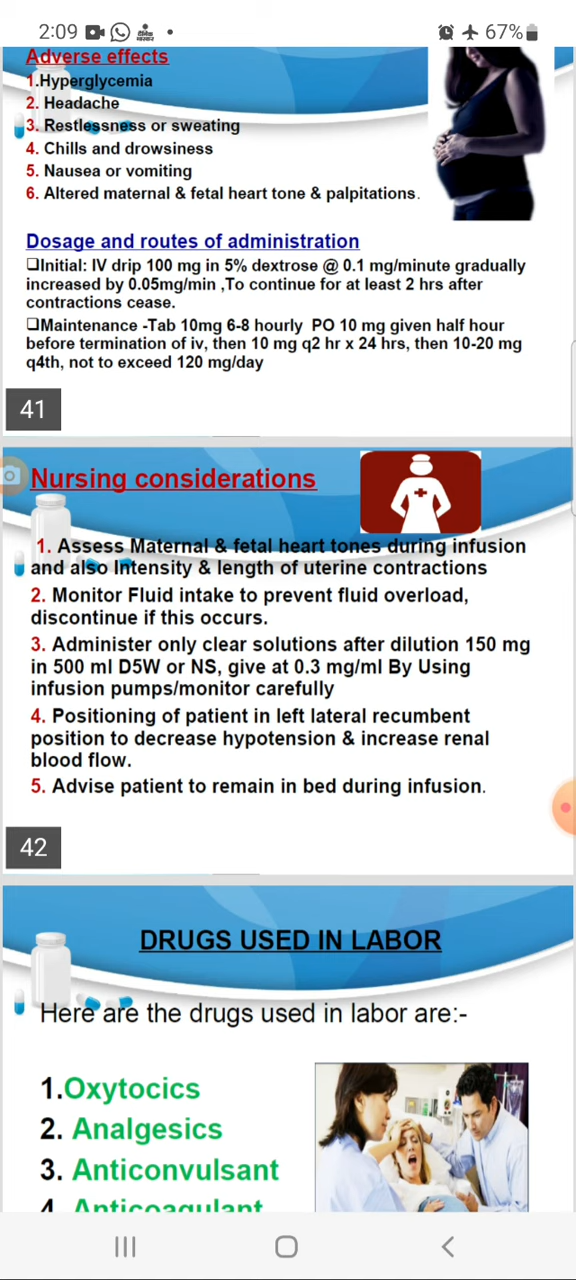 2:09
67%
Adverse effects
1.Hyperglycemia
2. Headache
3. Restlessness or sweating
4. Chills and drowsiness
5. Nausea or vomiting
6. Altered maternal & fetal heart tone & palpitations.
Dosage and routes of administration
❑Initial: IV drip 100 mg in 5% dextrose @ 0.1 mg/minute gradually
increased by 0.05mg/min ,To continue for at least 2 hrs after
contractions cease.
❑Maintenance -Tab 10mg 6-8 hourly PO 10 mg given half hour
before termination of iv, then 10 mg q2 hr x 24 hrs, then 10-20 mg
q4th, not to exceed 120 mg/day
41
Nursing considerations
1. Assess Maternal & fetal heart tones during infusion
and also Intensity & length of uterine contractions
2. Monitor Fluid intake to prevent fluid overload,
discontinue if this occurs.
3. Administer only clear solutions after dilution 150 mg
in 500 ml D5W or NS, give at 0.3 mg/ml By Using
infusion pumps/monitor carefully
4. Positioning of patient in left lateral recumbent
position to decrease hypotension & increase renal
blood flow.
5. Advise patient to remain in bed during infusion.
42
DRUGS USED IN LABOR
Here are the drugs used in labor are:-
1.Oxytocics
2. Analgesics
3. Anticonvulsant
4. Anticoagulant